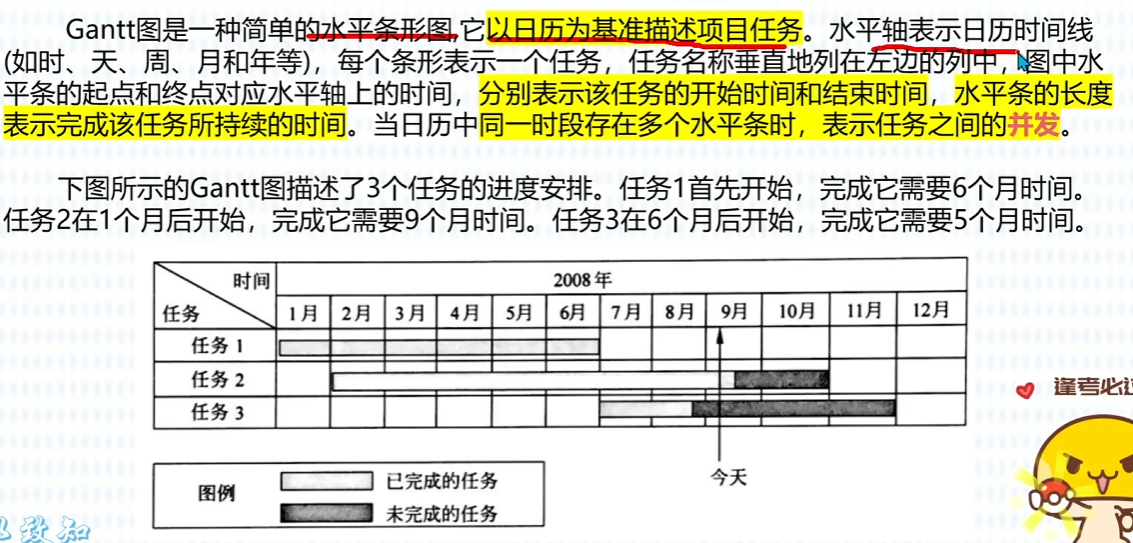 Gantt图是一种简单的水平条形图,它以日历为基准描述项目任务。水平轴表示日历时间线
(如时、天、周、月和年等)，每个条形表示一个任务，任务名称垂直地列在左边的列中，图中水
平条的起点和终点对应水平轴上的时间，分别表示该任务的开始时间和结束时间，水平条的长度
表示完成该任务所持续的时间。当日历中同一时段存在多个水平条时，表示任务之间的并发。
下图所示的Gantt图描述了3个任务的进度安排。任务1首先开始，完成它需要6个月时间。
任务2在1个月后开始，完成它需要9个月时间。任务3在6个月后开始，完成它需要5个月时间。
时间 2008年
任务 1月 2月 3月 4月 5月 6月 7月 8月 9月 10月 11月 12月
任务 1
任务 2
任务 3
逢考必过
今天
图例
已完成的任务
未完成的任务
致知